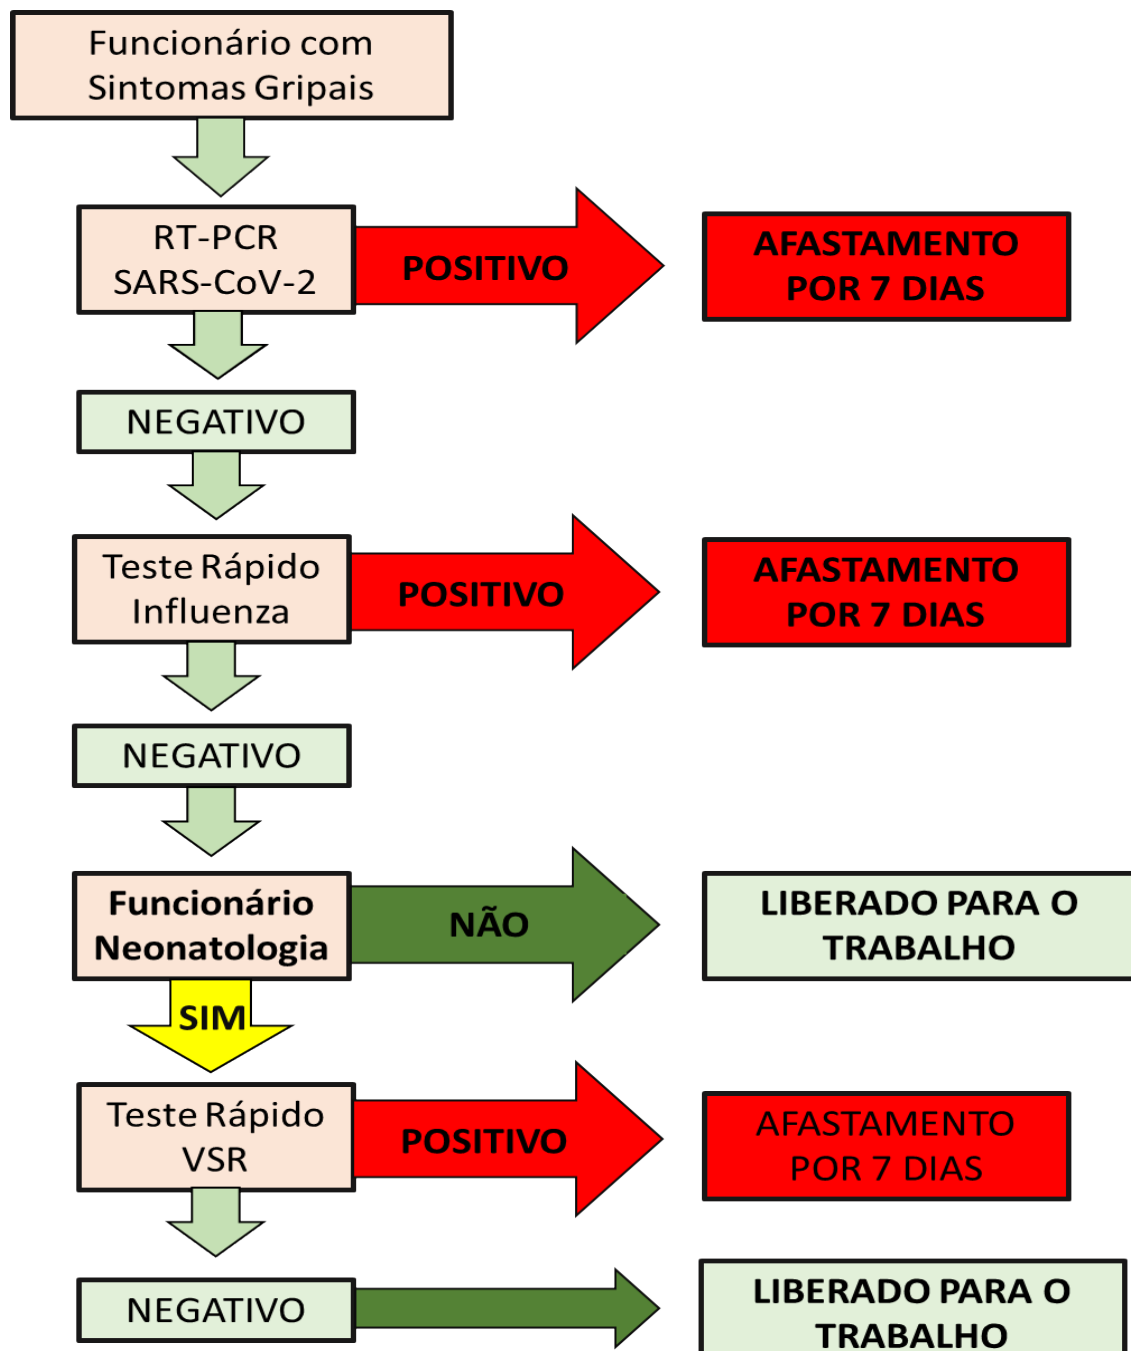 Funcionário com
Sintomas Gripais
RT-PCR
SARS-CoV-2
POSITIVO
AFASTAMENTO
POR 7 DIAS
NEGATIVO
Teste Rápido
Influenza
POSITIVO
AFASTAMENTO
POR 7 DIAS
NEGATIVO
Funcionário
Neonatologia
NÃO
LIBERADO PARA O
TRABALHO
SIM
Teste Rápido
VSR
POSITIVO
AFASTAMENTO
POR 7 DIAS
NEGATIVO
LIBERADO PARA O
TRABALHO